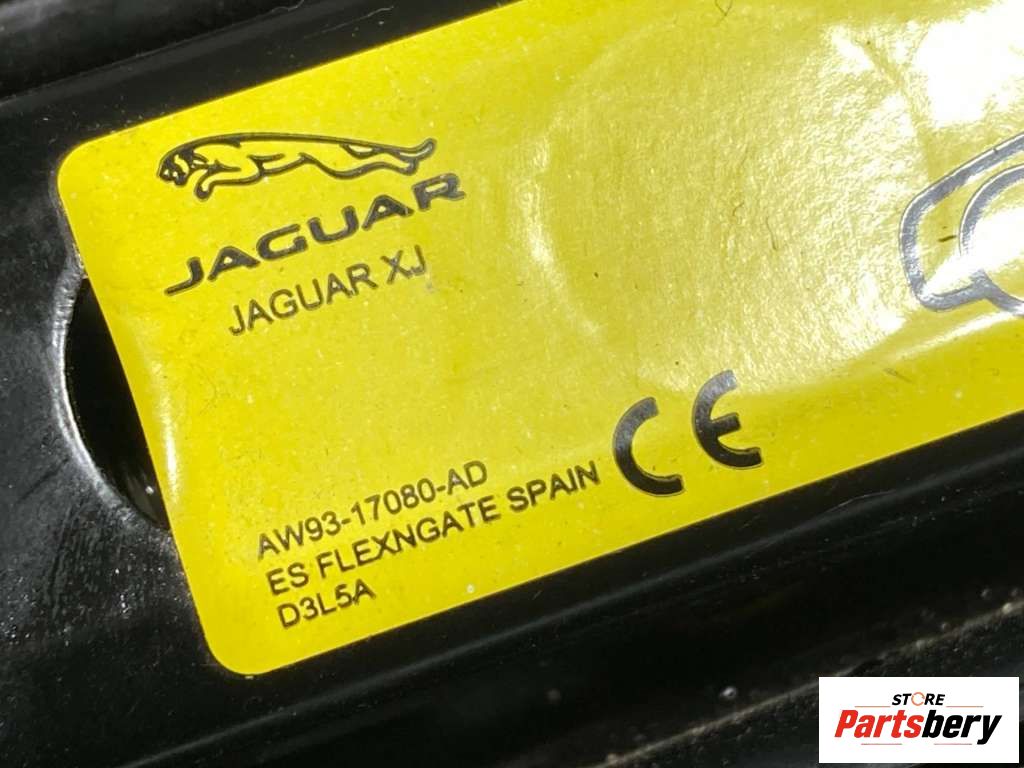 JAGUAR
JAGUAR XJ
AW93-17080-AD
ES FLEXNGATE SPAIN
D3L5A
CE
STORE
Partsbery